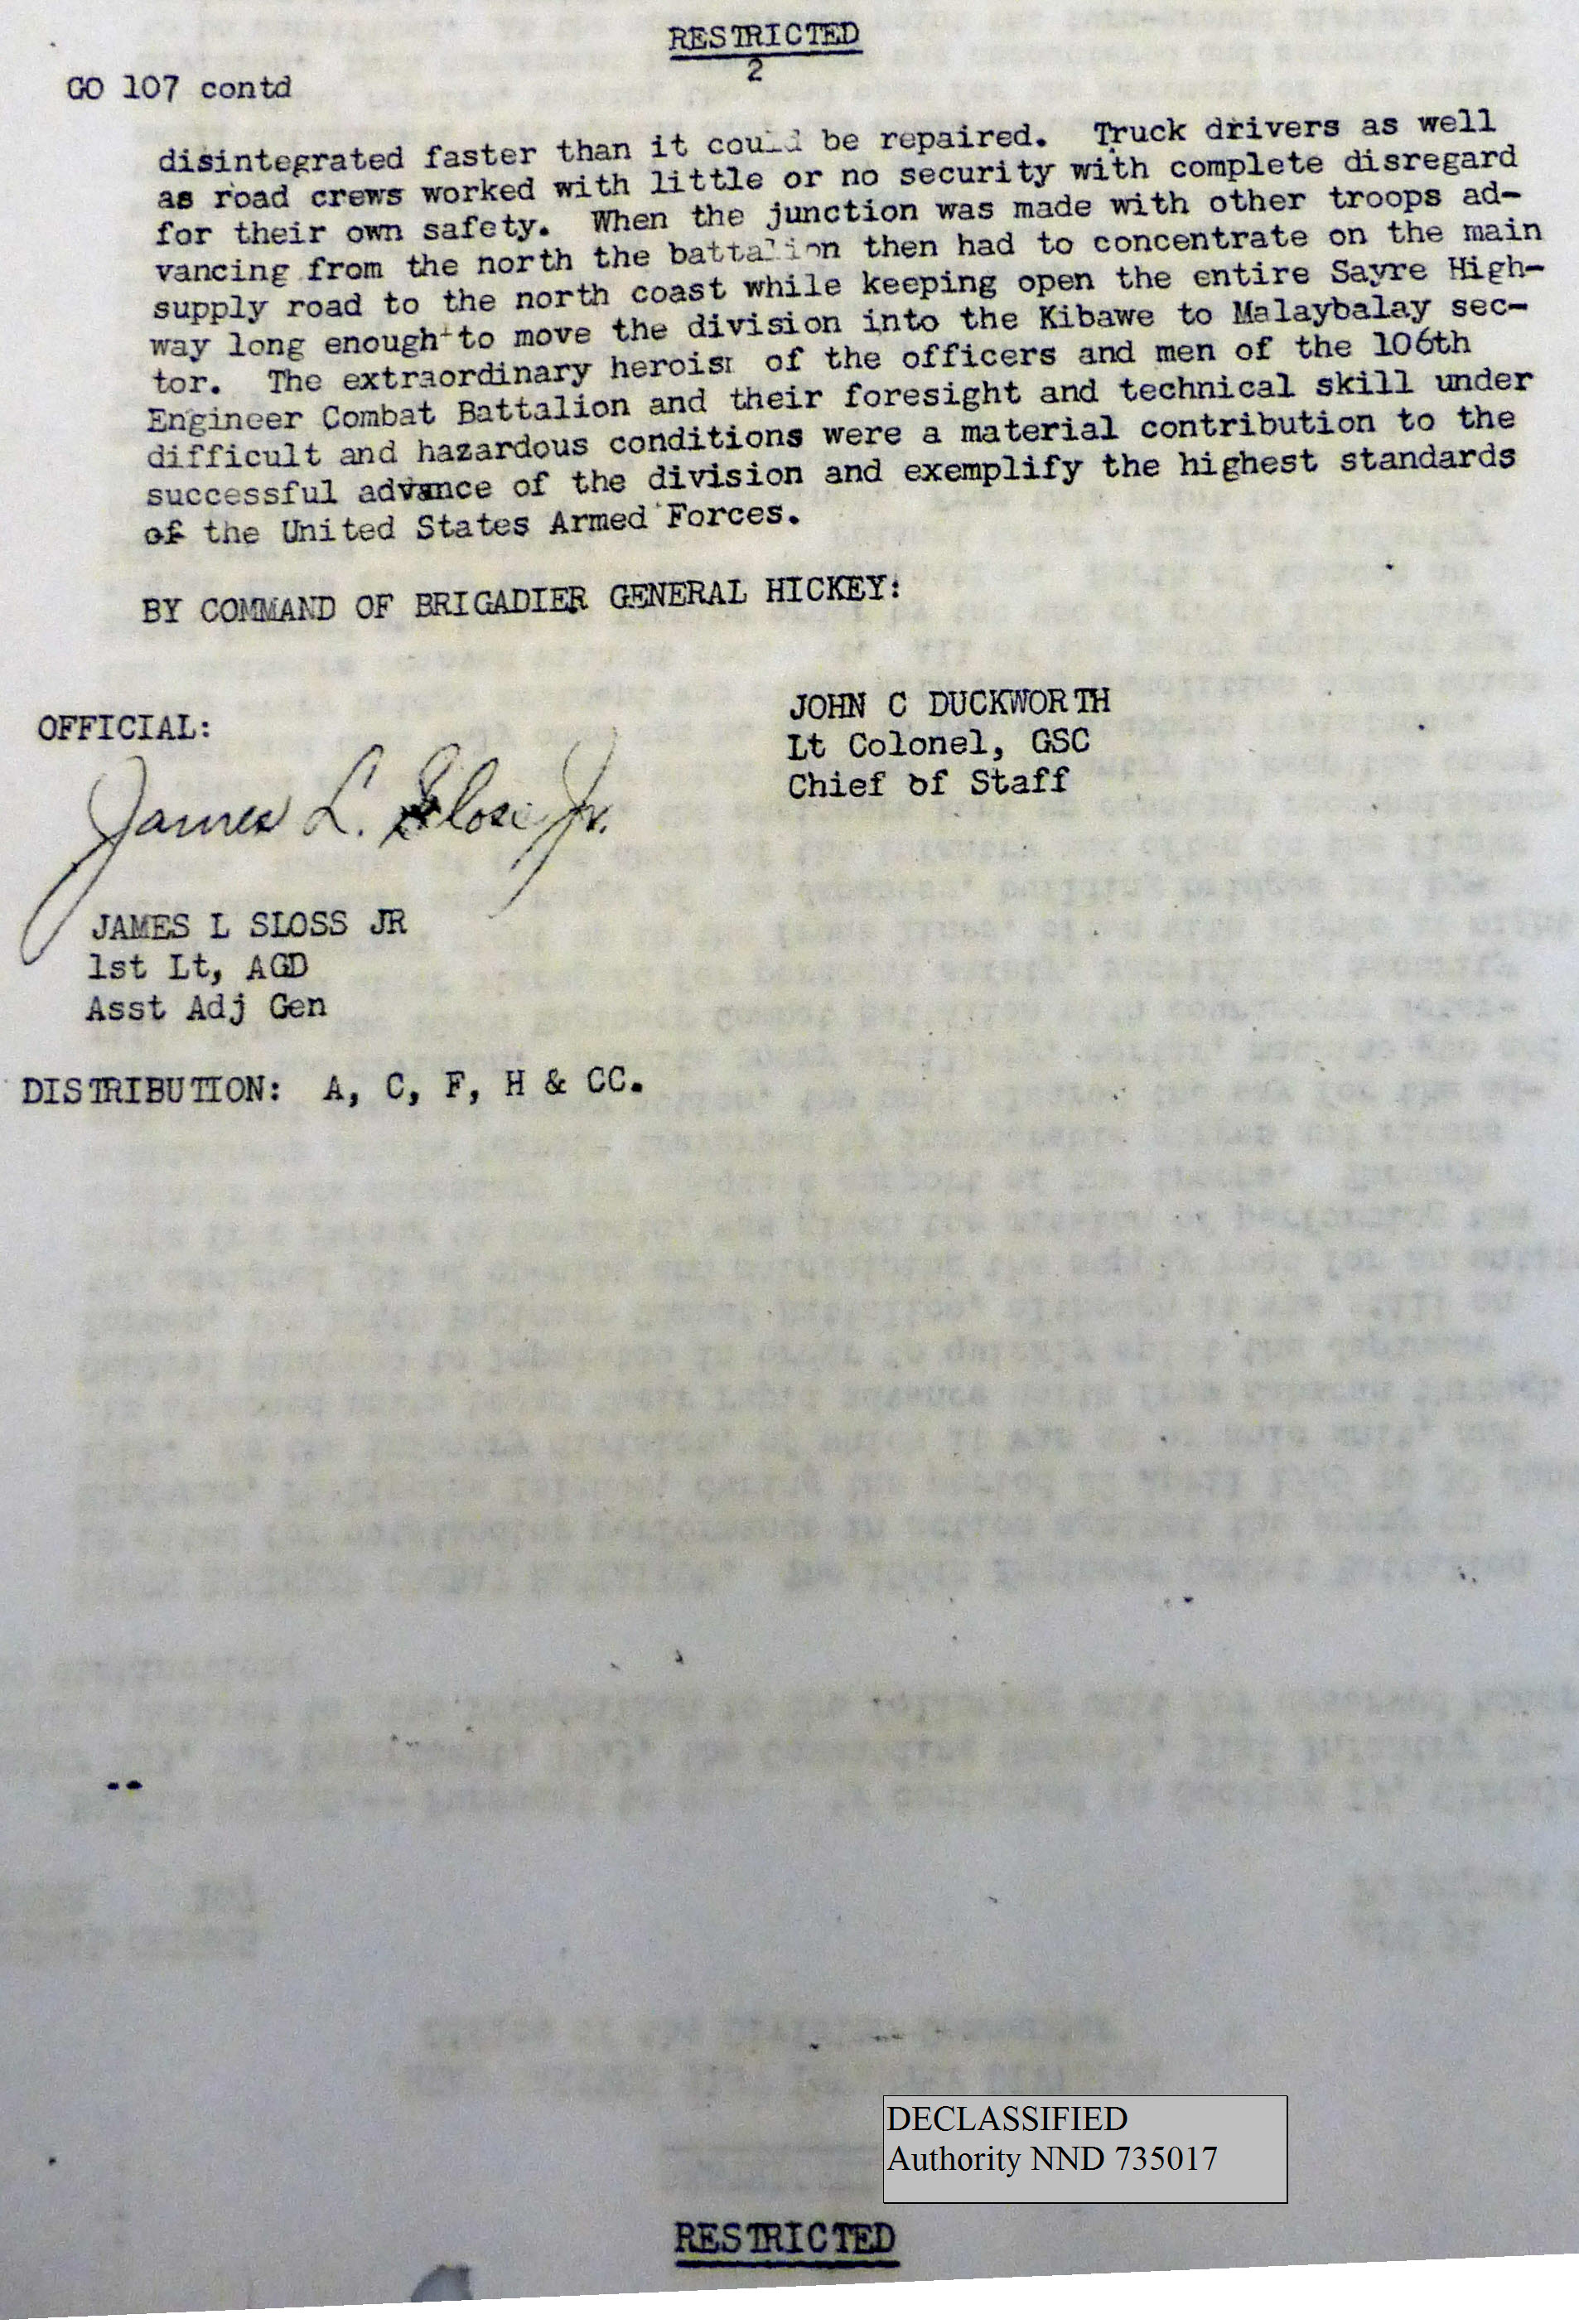 RESTRICTED
2
GO 107 contd
disintegrated faster than it could be repaired. Truck drivers as well
as road crews worked with little or no security with complete disregard
for their own safety. When the junction was made with other troops ad-
vancing from the north the battalion then had to concentrate on the main
supply road to the north coast while keeping open the entire Sayre High-
way long enough to move the division into the Kibawe to Malaybalay sec-
tor. The extraordinary heroism of the officers and men of the 106th
Engineer Combat Battalion and their foresight and technical skill under
difficult and hazardous conditions were a material contribution to the
successful advance of the division and exemplify the highest standards
of the United States Armed Forces.
BY COMMAND OF BRIGADIER GENERAL HICKEY:
JOHN C DUCKWORTH
Lt Colonel, GSC
Chief of Staff
OFFICIAL:
James L. Sloss Jr.
JAMES L SLOSS JR
1st Lt, AGD
Asst Adj Gen
DISTRIBUTION: A, C, F, H & CC.
DECLASSIFIED
Authority NND 735017
RESTRICTED